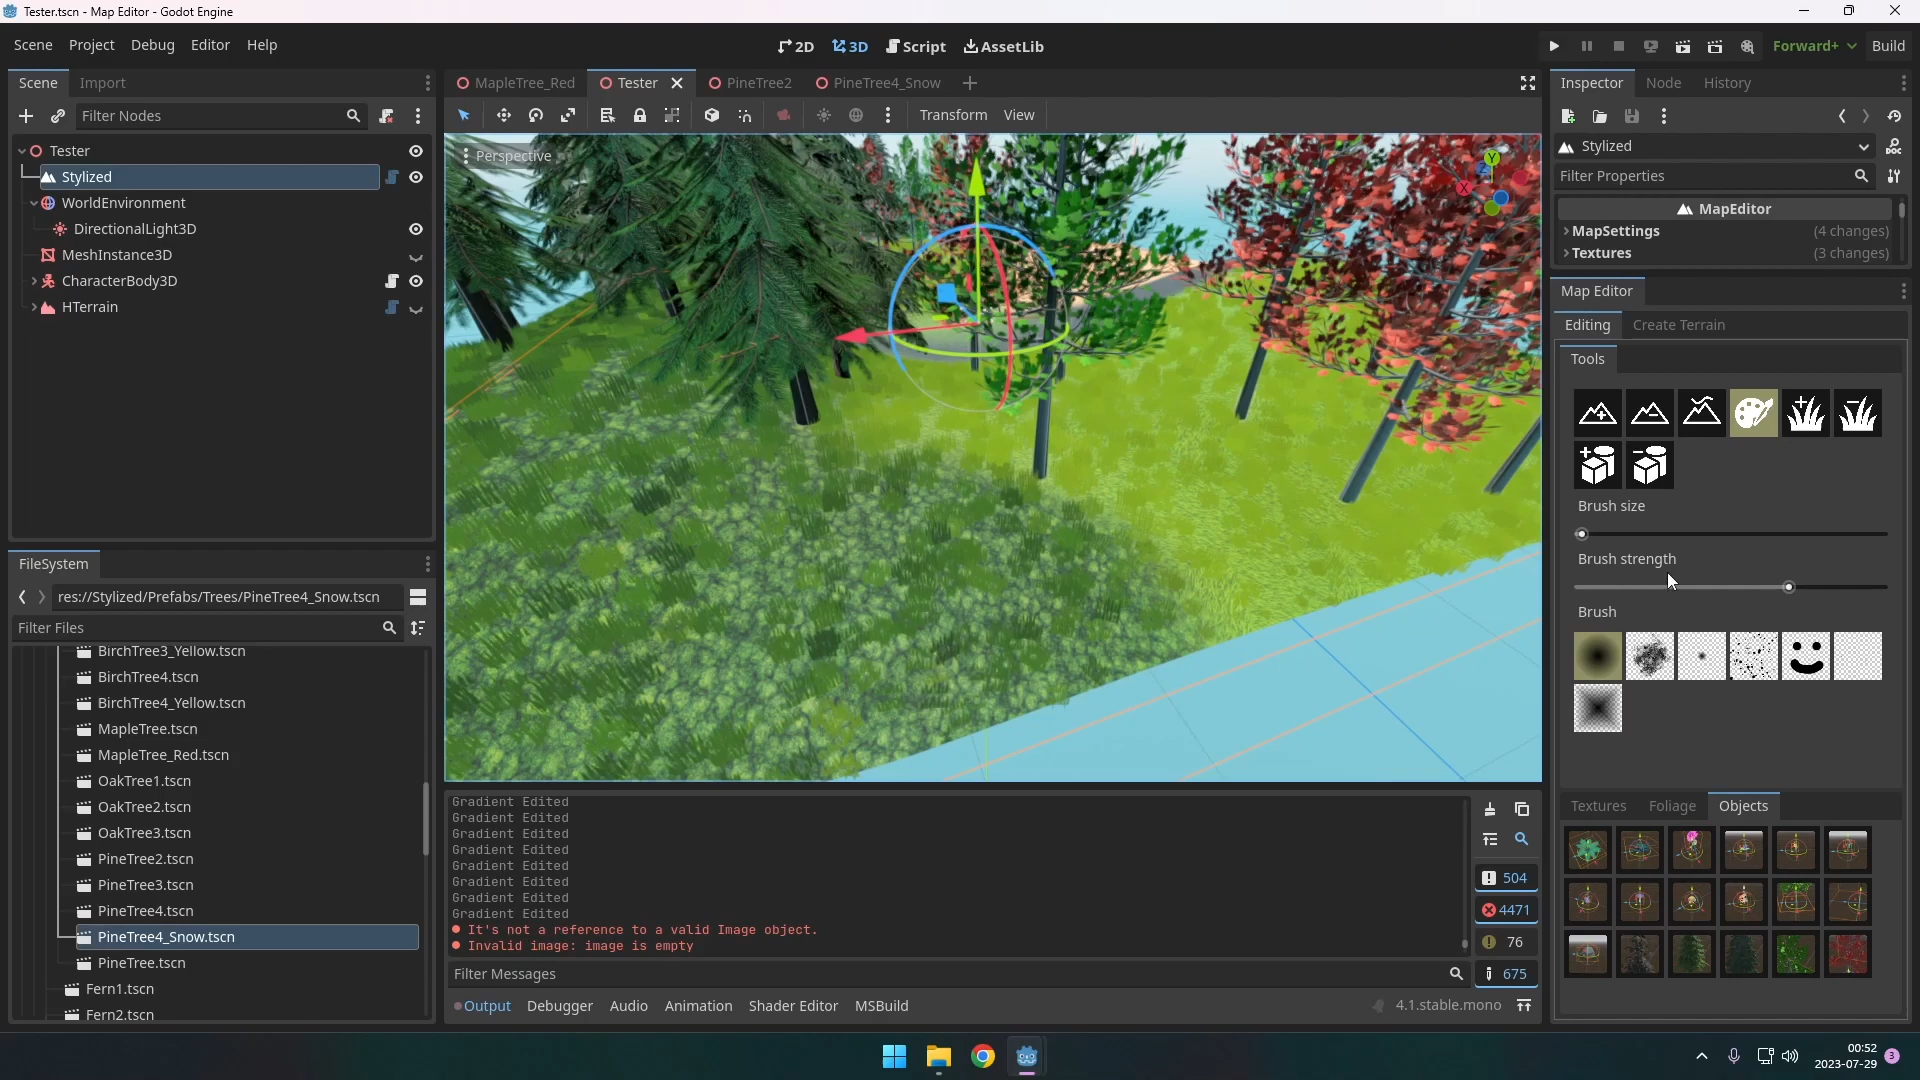 Tester.tscn - Map Editor - Godot Engine
Scene Project Debug Editor Help
2D 3D Script AssetLib
Forward+ Build
Scene Import
Filter Nodes
Tester
Stylized
WorldEnvironment
DirectionalLight3D
MeshInstance3D
CharacterBody3D
HTerrain
FileSystem
res://Stylized/Prefabs/Trees/PineTree4_Snow.tscn
Filter Files
BirchTree3_Yellow.tscn
BirchTree4.tscn
BirchTree4_Yellow.tscn
MapleTree.tscn
MapleTree_Red.tscn
OakTree1.tscn
OakTree2.tscn
OakTree3.tscn
PineTree2.tscn
PineTree3.tscn
PineTree4.tscn
PineTree4_Snow.tscn
PineTree.tscn
Fern1.tscn
Fern2.tscn
MapleTree_Red Tester PineTree2 PineTree4_Snow
Transform View
Perspective
Y
X
Z
Gradient Edited
Gradient Edited
Gradient Edited
Gradient Edited
Gradient Edited
Gradient Edited
Gradient Edited
Gradient Edited
It's not a reference to a valid Image object.
Invalid image: image is empty
504
4471
76
675
Filter Messages
Output Debugger Audio Animation Shader Editor MSBuild
4.1.stable.mono
Inspector Node History
Stylized
DOC
Filter Properties
MapEditor
MapSettings (4 changes)
Textures (3 changes)
Map Editor
Editing Create Terrain
Tools
Brush size
Brush strength
Brush
Textures Foliage Objects
00:52
2023-07-29
3